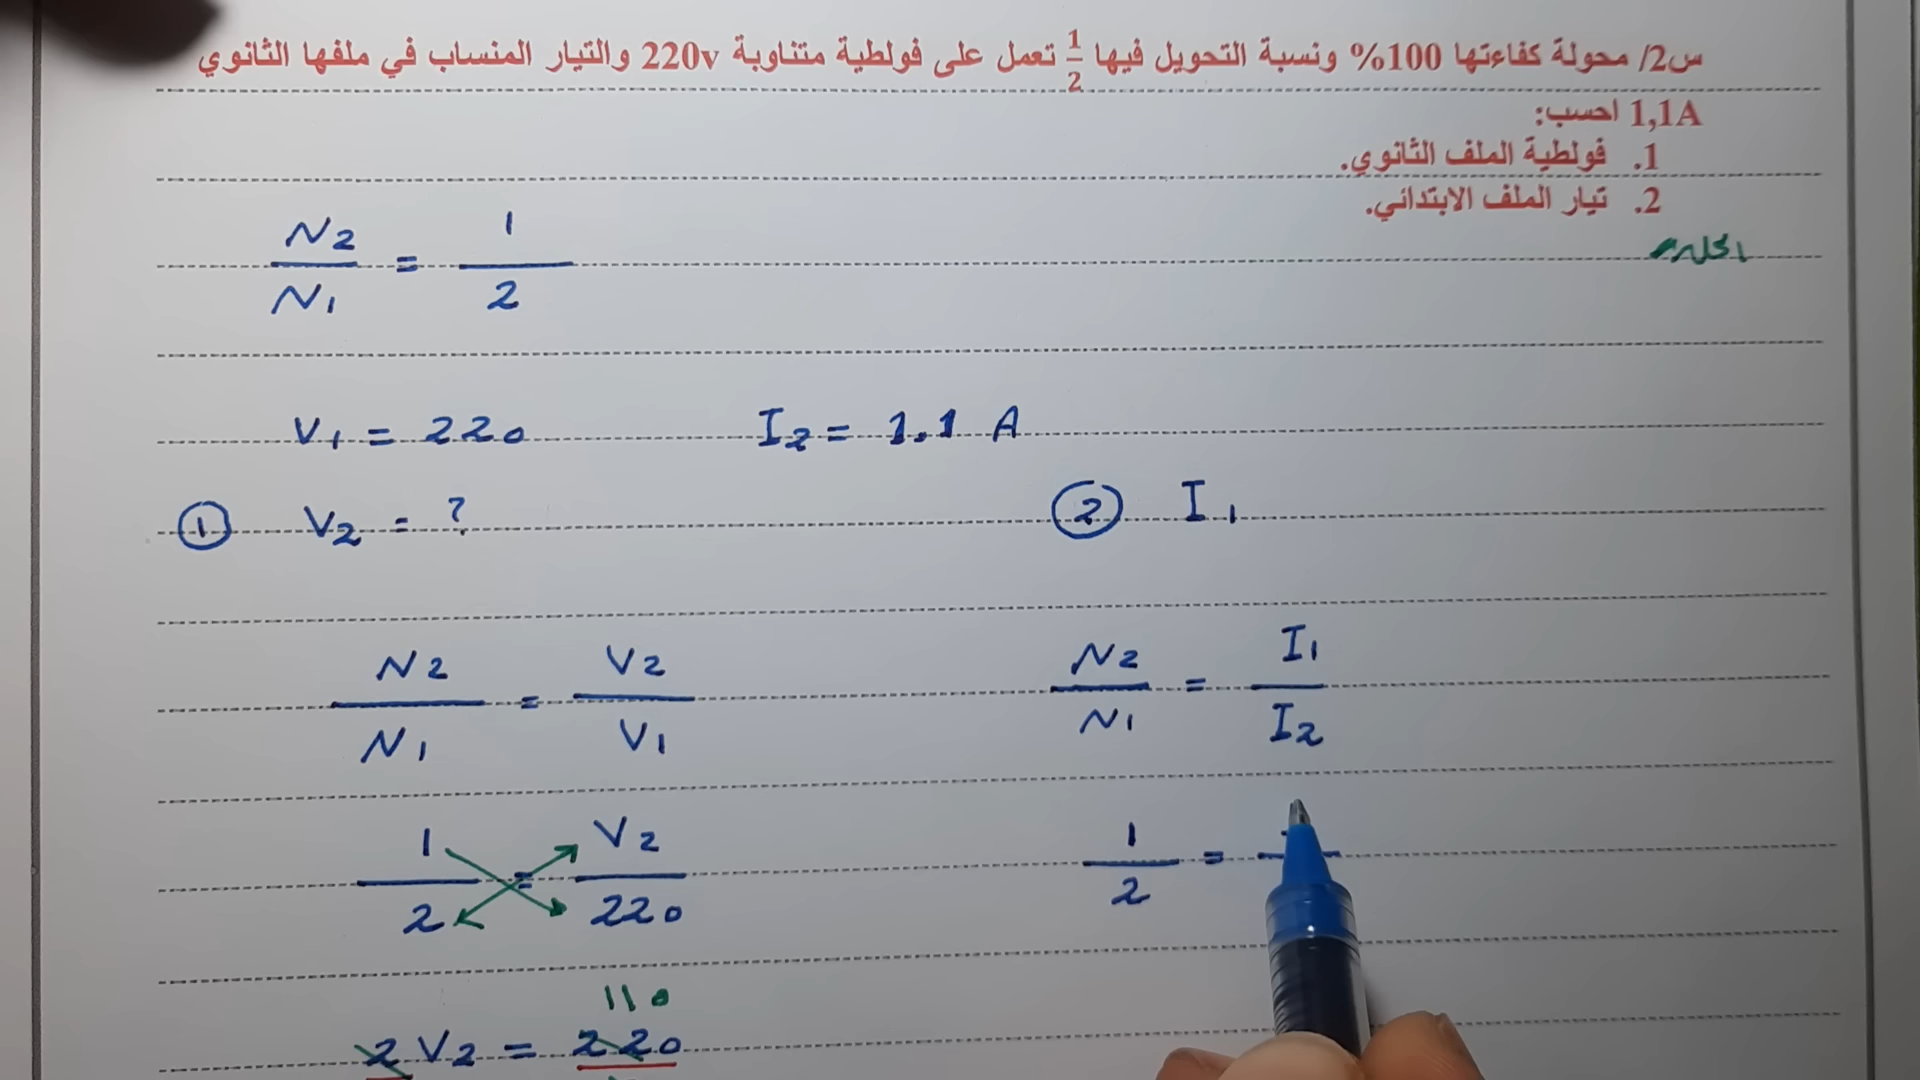 س2/ محولة كفاءتها 100% ونسبة التحويل فيها 1/2 تعمل على فولطية متناوبة 220v والتيار المنساب في ملفها الثانوي
1,1A احسب:
1. فولطية الملف الثانوي.
2. تيار الملف الابتدائي.
الحل
N2/N1 = 1/2
V1 = 220
I2 = 1.1 A
① V2 = ?
② I1
N2/N1 = V2/V1
N2/N1 = I1/I2
1/2 = V2/220
1/2 =
110
2 V2 = 220